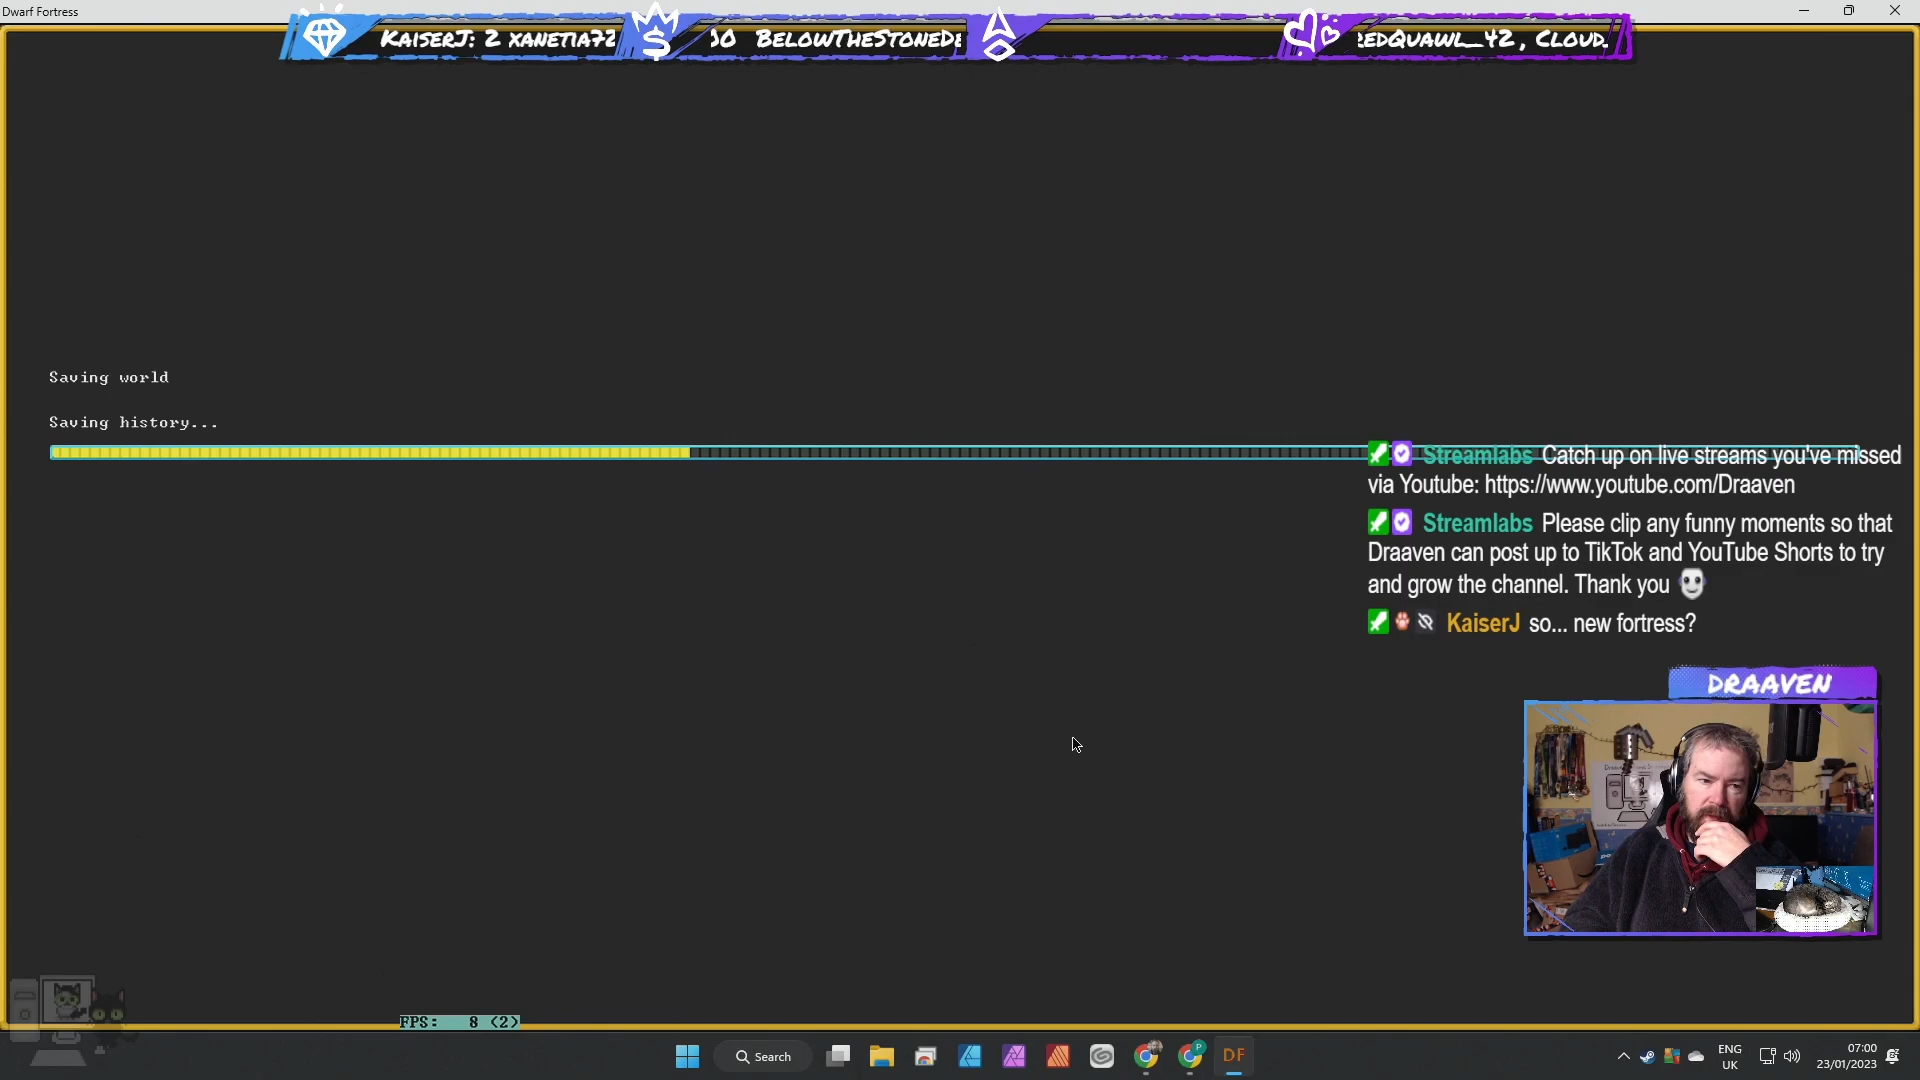 Dwarf Fortress
KAISERJ: 2 XANETIA72
BELOWTHESTONEDE
EDQUAWL_42, CLOUD
Saving world
Saving history...
Streamlabs Catch up on live streams you've missed
via Youtube: https://www.youtube.com/Draaven
Streamlabs Please clip any funny moments so that
Draaven can post up to TikTok and YouTube Shorts to try
and grow the channel. Thank you
KaiserJ so... new fortress?
DRAAVEN
FPS: 8 (2)
Search
DF
ENG
UK
07:00
23/01/2023